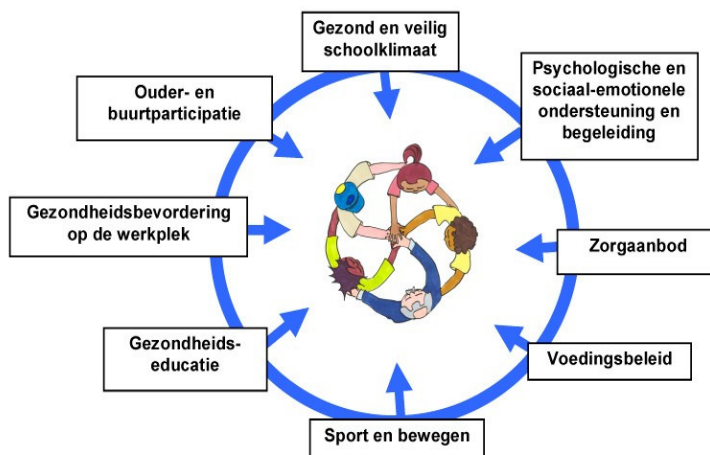 Gezond en veilig
schoolklimaat
Psychologische en
sociaal-emotionele
ondersteuning en
begeleiding
Zorgaanbod
Voedingsbeleid
Sport en bewegen
Gezondheids-
educatie
Gezondheidsbevordering
op de werkplek
Ouder- en
buurtparticipatie